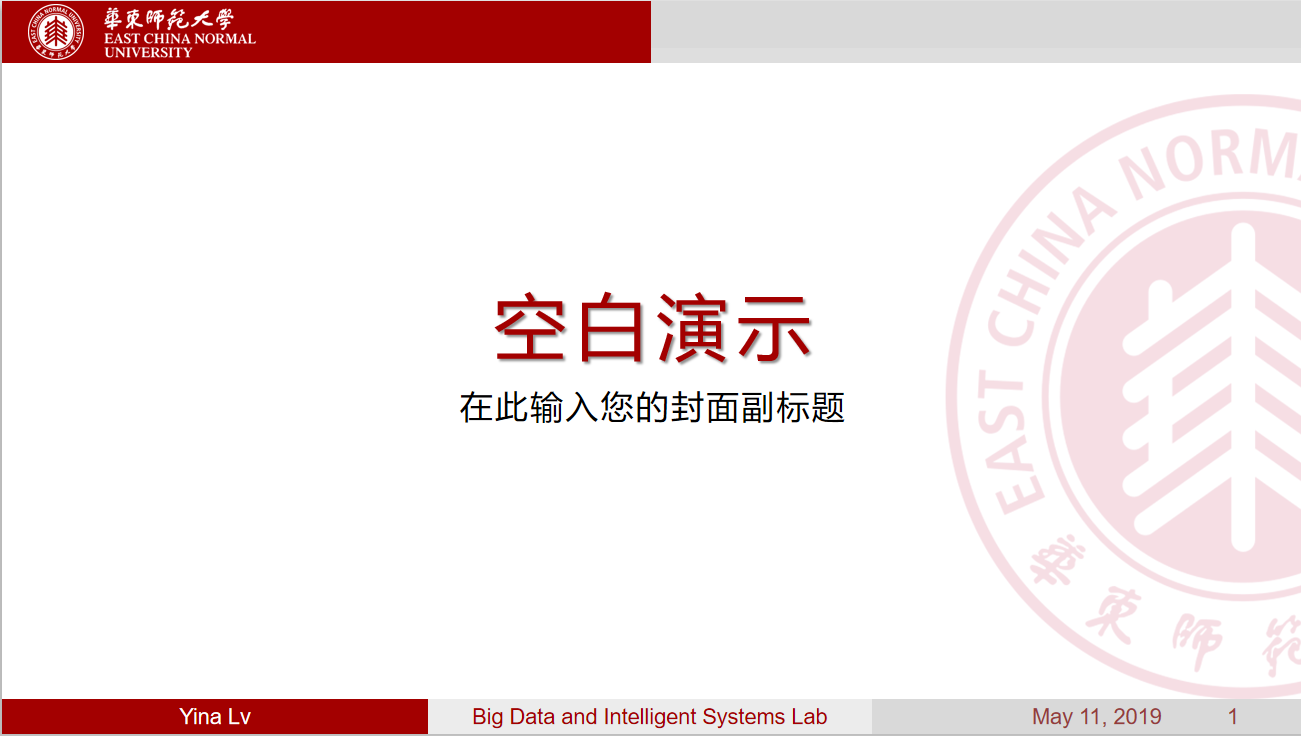 華東師範大學
EAST CHINA NORMAL
UNIVERSITY
EAST CHINA NORMA
華東師範
空白演示
在此输入您的封面副标题
Yina Lv
Big Data and Intelligent Systems Lab
May 11, 2019
1